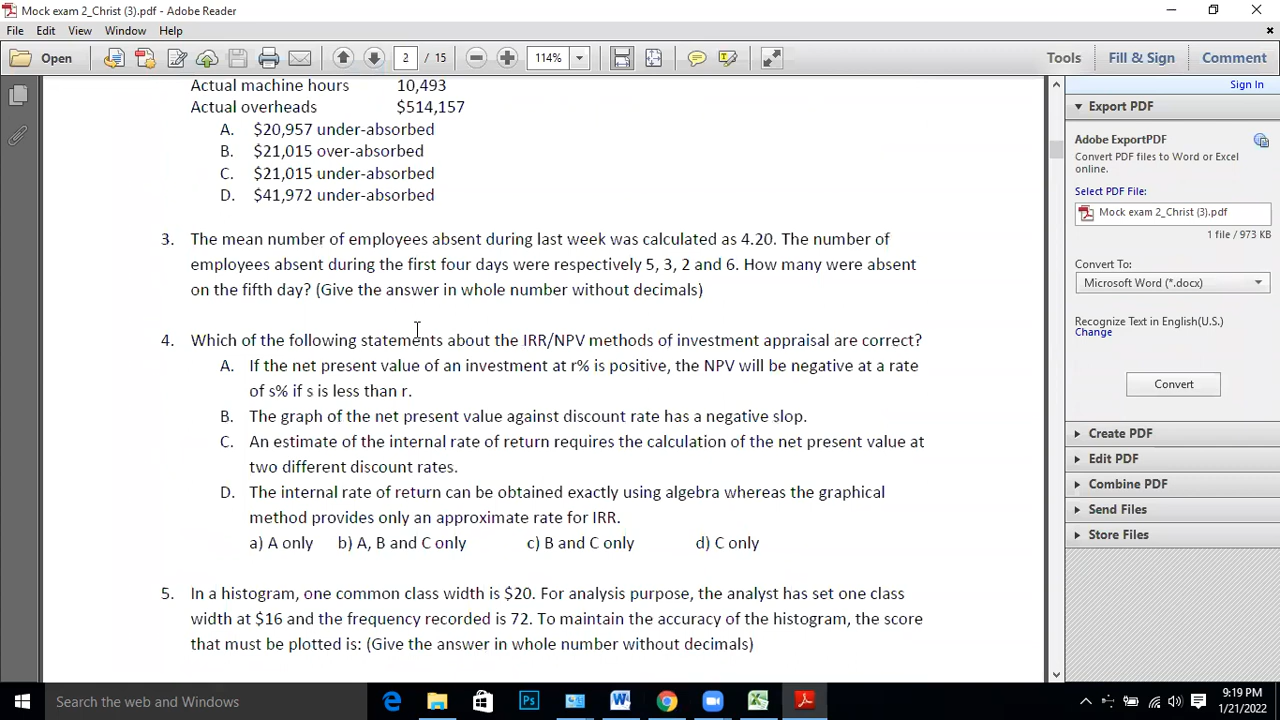 Mock exam 2_Christ (3).pdf - Adobe Reader
File Edit View Window Help
Open 2 / 15 114% Tools Fill & Sign Comment
Actual machine hours 10,493
Actual overheads $514,157
A. $20,957 under-absorbed
B. $21,015 over-absorbed
C. $21,015 under-absorbed
D. $41,972 under-absorbed
3. The mean number of employees absent during last week was calculated as 4.20. The number of
employees absent during the first four days were respectively 5, 3, 2 and 6. How many were absent
on the fifth day? (Give the answer in whole number without decimals)
4. Which of the following statements about the IRR/NPV methods of investment appraisal are correct?
A. If the net present value of an investment at r% is positive, the NPV will be negative at a rate
of s% if s is less than r.
B. The graph of the net present value against discount rate has a negative slop.
C. An estimate of the internal rate of return requires the calculation of the net present value at
two different discount rates.
D. The internal rate of return can be obtained exactly using algebra whereas the graphical
method provides only an approximate rate for IRR.
a) A only b) A, B and C only c) B and C only d) C only
5. In a histogram, one common class width is $20. For analysis purpose, the analyst has set one class
width at $16 and the frequency recorded is 72. To maintain the accuracy of the histogram, the score
that must be plotted is: (Give the answer in whole number without decimals)
Sign In
Export PDF
Adobe ExportPDF
Convert PDF files to Word or Excel
online.
Select PDF File:
Mock exam 2_Christ (3).pdf
1 file / 973 KB
Convert To:
Microsoft Word (*.docx)
Recognize Text in English(U.S.)
Change
Convert
Create PDF
Edit PDF
Combine PDF
Send Files
Store Files
Search the web and Windows
9:19 PM
1/21/2022